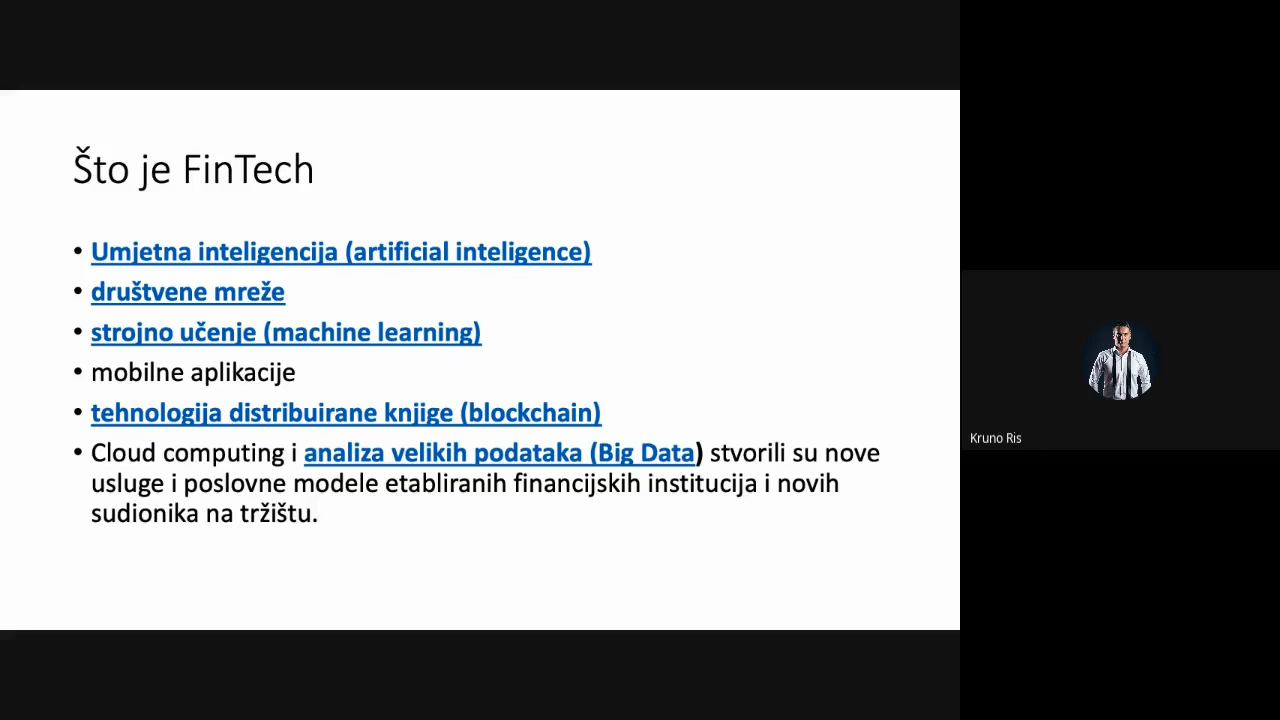 Što je FinTech
• Umjetna inteligencija (artificial inteligence)
• društvene mreže
• strojno učenje (machine learning)
• mobilne aplikacije
• tehnologija distribuirane knjige (blockchain)
• Cloud computing i analiza velikih podataka (Big Data) stvorili su nove
usluge i poslovne modele etabliranih financijskih institucija i novih
sudionika na tržištu.
Kruno Ris